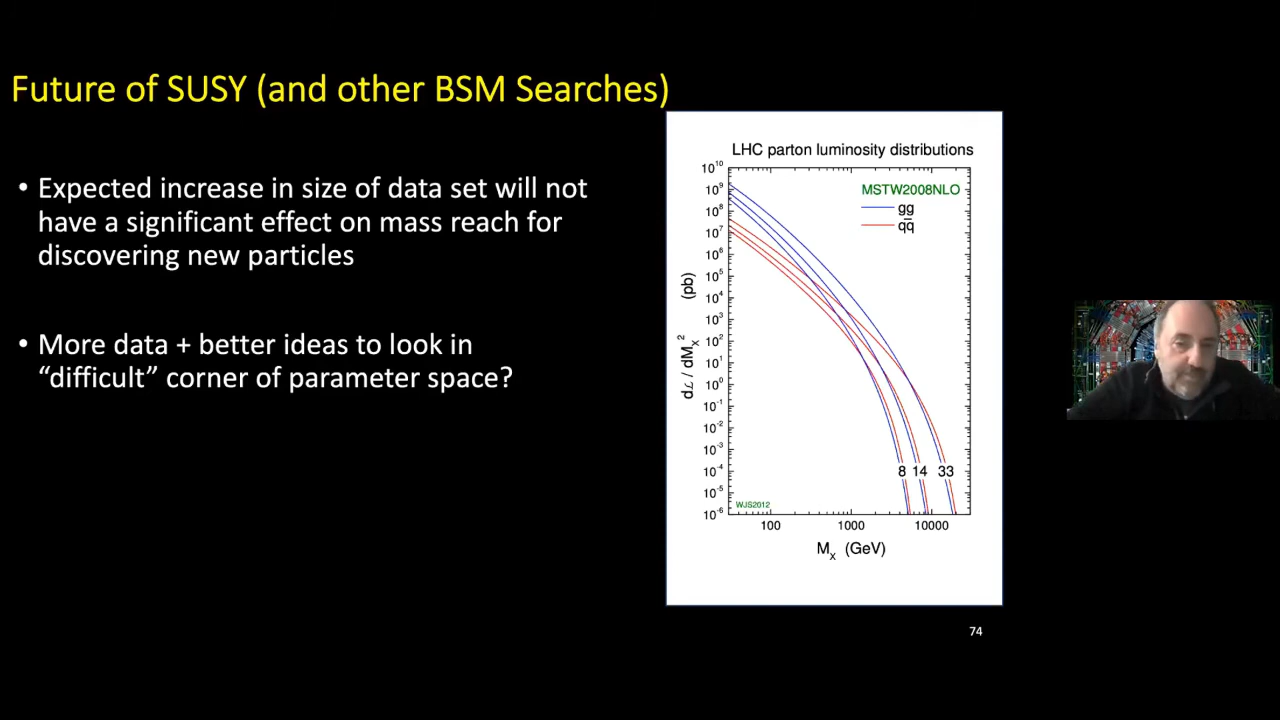 Future of SUSY (and other BSM Searches)
• Expected increase in size of data set will not
have a significant effect on mass reach for
discovering new particles
• More data + better ideas to look in
“difficult” corner of parameter space?
LHC parton luminosity distributions
MSTW2008NLO
gg
qq̅
10¹⁰
10⁹
10⁸
10⁷
10⁶
10⁵
10⁴
10³
10²
10¹
10⁰
10⁻¹
10⁻²
10⁻³
10⁻⁴
10⁻⁵
10⁻⁶
dℒ / dMₓ² (pb)
8 14 33
WJS2012
100 1000 10000
Mₓ (GeV)
74